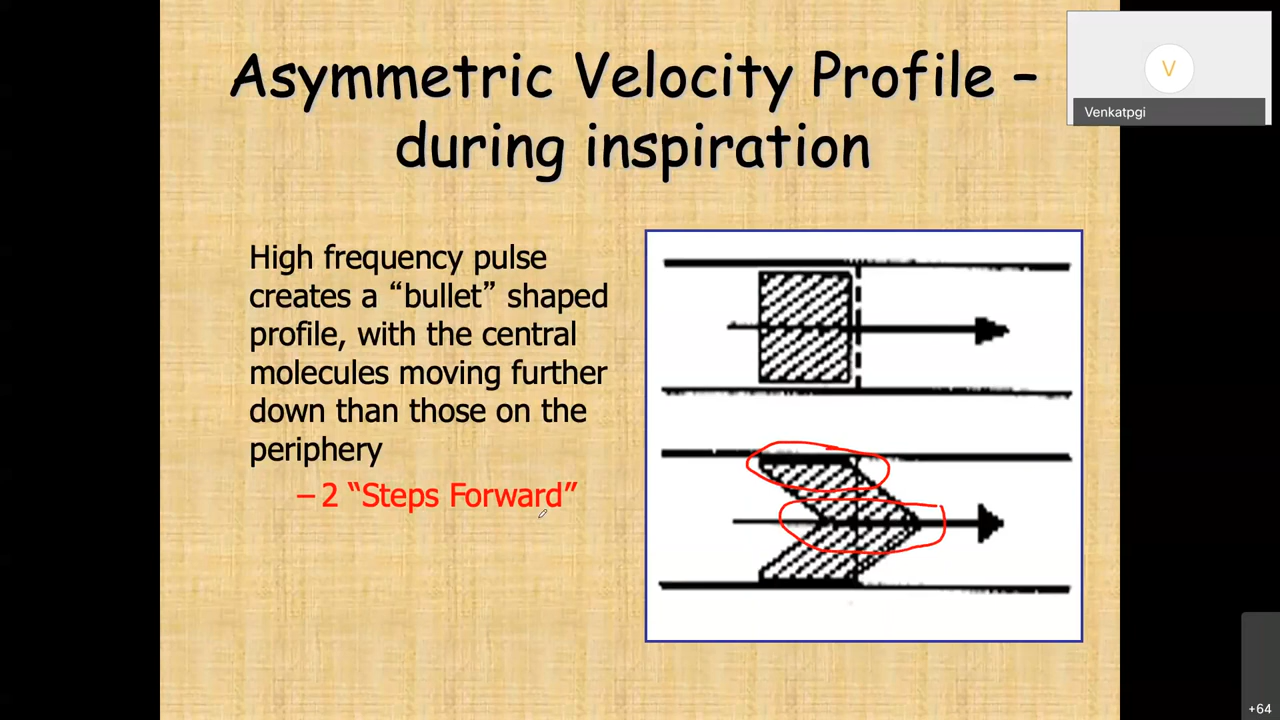 Asymmetric Velocity Profile –
during inspiration
V
Venkatpgi
High frequency pulse
creates a “bullet” shaped
profile, with the central
molecules moving further
down than those on the
periphery
– 2 “Steps Forward”
+64